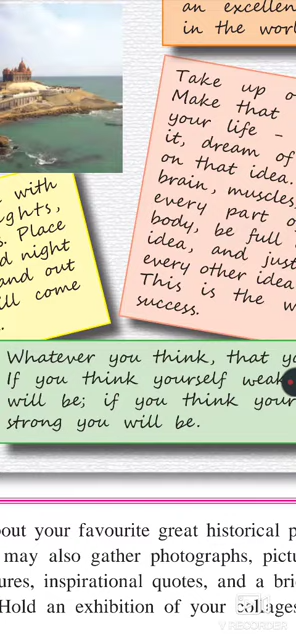 an excellen
in the worl
Take up o
Make that
your life –
it, dream of
on that idea.
brain, muscles,
every part o
body, be full
idea, and just
every other idea
This is the w
success.
with
ghts,
s. Place
d night
and out
ill come
Whatever you think, that yo
If you think yourself weak
will be; if you think your
strong you will be.
out your favourite great historical p
may also gather photographs, pictu
ures, inspirational quotes, and a brie
Hold an exhibition of your collages
RECORDER